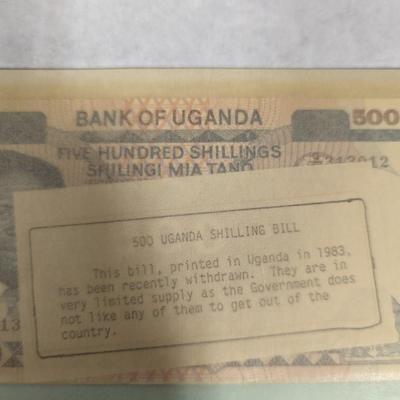 BANK OF UGANDA
500
FIVE HUNDRED SHILLINGS
SHILINGI MIA TANO
313012
500 UGANDA SHILLING BILL
This bill, printed in Uganda in 1983,
has been recently withdrawn. They are in
very limited supply as the Government does
not like any of them to get out of the
country.
13